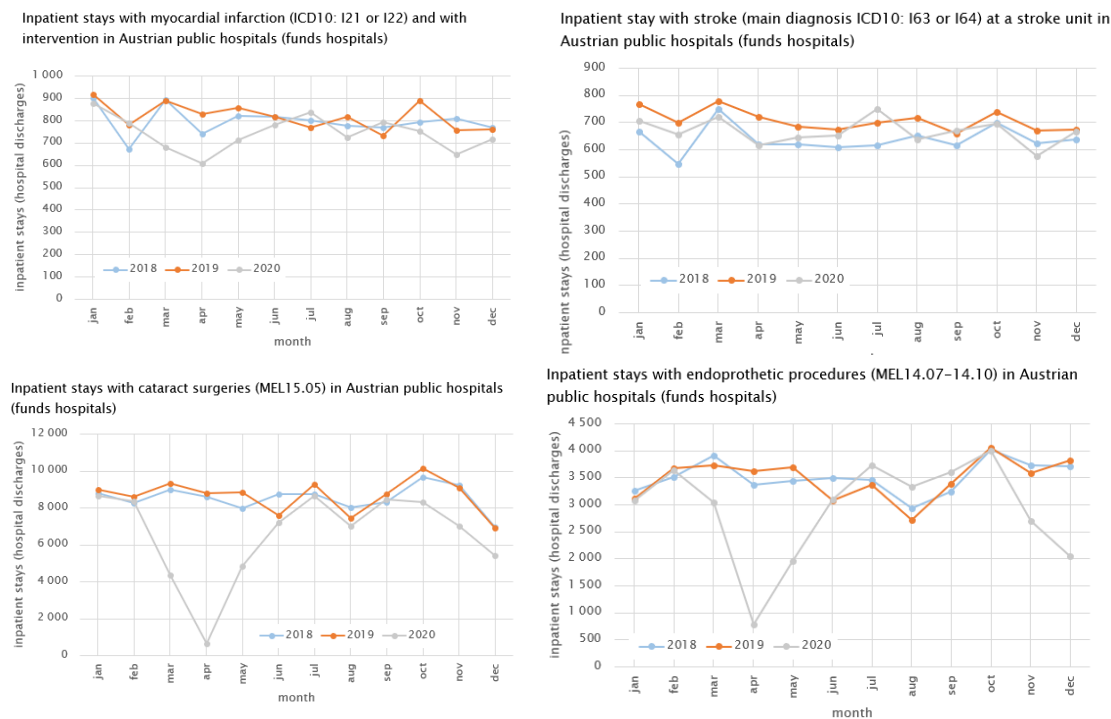 Inpatient stays with myocardial infarction (ICD10: I21 or I22) and with
intervention in Austrian public hospitals (funds hospitals)
inpatient stays (hospital discharges)
1 000
900
800
700
600
500
400
300
200
100
0
2018 2019 2020
jan feb mar apr may jun jul aug sep oct nov dec
month
Inpatient stay with stroke (main diagnosis ICD10: I63 or I64) at a stroke unit in
Austrian public hospitals (funds hospitals)
npatient stays (hospital discharges)
900
800
700
600
500
400
300
200
100
0
2018 2019 2020
jan feb mar apr may jun jul aug sep oct nov dec
Inpatient stays with cataract surgeries (MEL15.05) in Austrian public hospitals
(funds hospitals)
inpatient stays (hospital discharges)
12 000
10 000
8 000
6 000
4 000
2 000
0
2018 2019 2020
jan feb mar apr may jun jul aug sep oct nov dec
month
Inpatient stays with endoprothetic procedures (MEL14.07-14.10) in Austrian
public hospitals (funds hospitals)
inpatient stays (hospital discharges)
4 500
4 000
3 500
3 000
2 500
2 000
1 500
1 000
500
0
2018 2019 2020
jan feb mar apr may jun jul aug sep oct nov dec
month